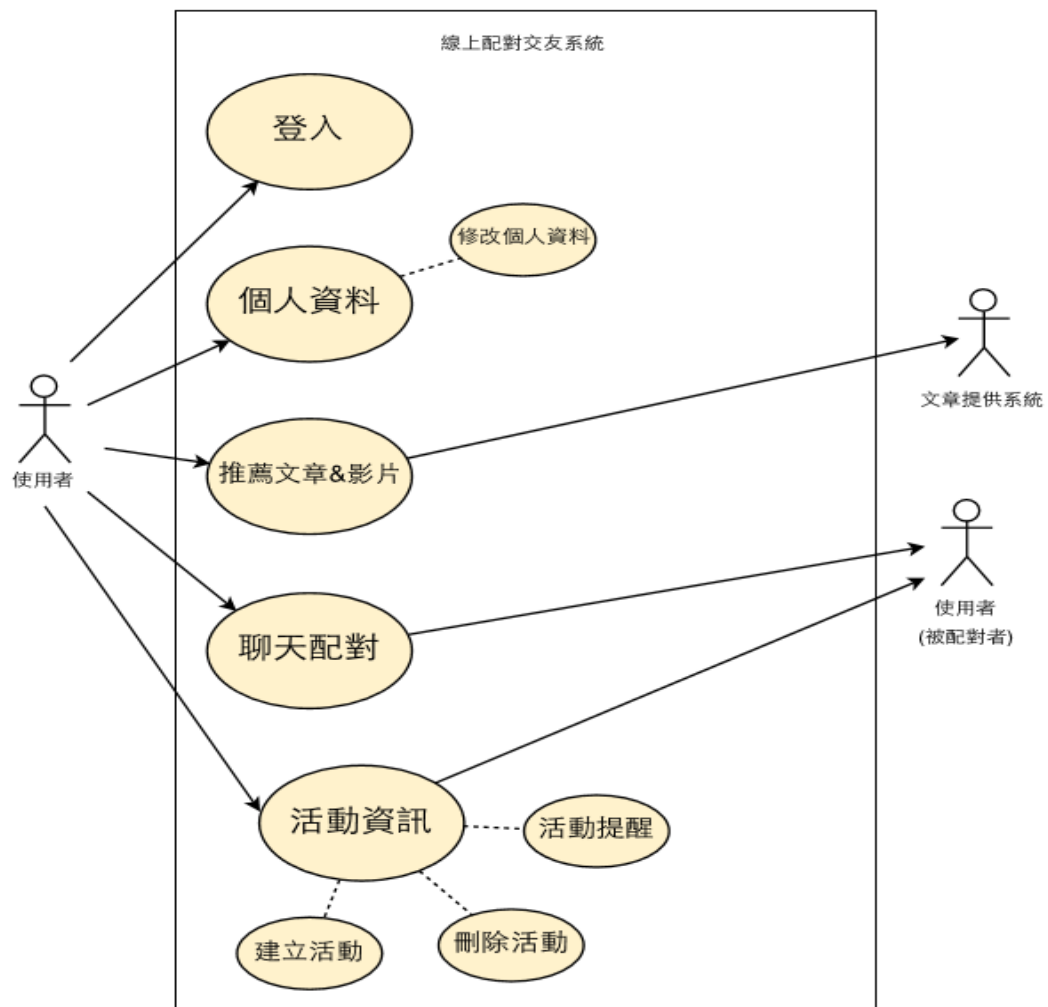 線上配對交友系統
登入
修改個人資料
個人資料
文章提供系統
推薦文章&影片
使用者
使用者
(被配對者)
聊天配對
活動資訊
活動提醒
建立活動
刪除活動